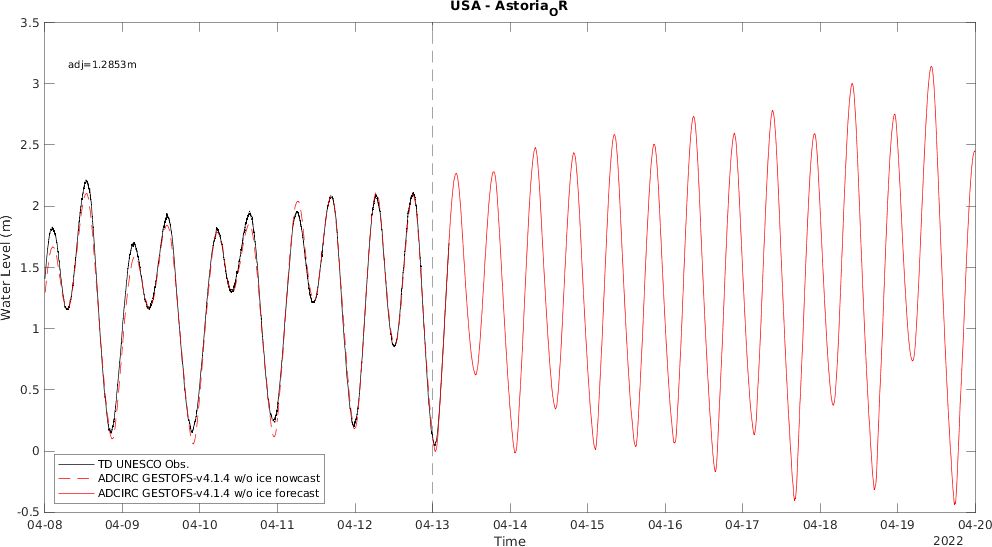 USA - AstoriaOR
3.5
adj=1.2853m
3
2.5
2
1.5
1
0.5
0
-0.5
Water Level (m)
TD UNESCO Obs.
ADCIRC GESTOFS-v4.1.4 w/o ice nowcast
ADCIRC GESTOFS-v4.1.4 w/o ice forecast
04-08 04-09 04-10 04-11 04-12 04-13 04-14 04-15 04-16 04-17 04-18 04-19 04-20
Time
2022